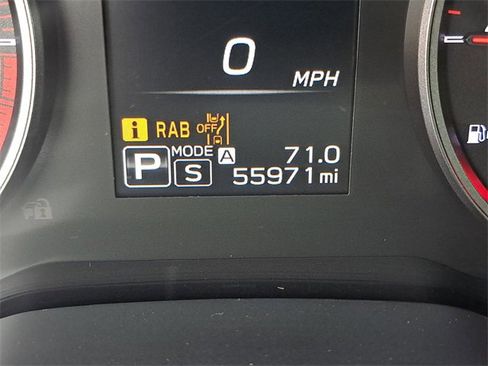 0 MPH
i RAB OFF
P MODE A 71.0
S 55971 mi